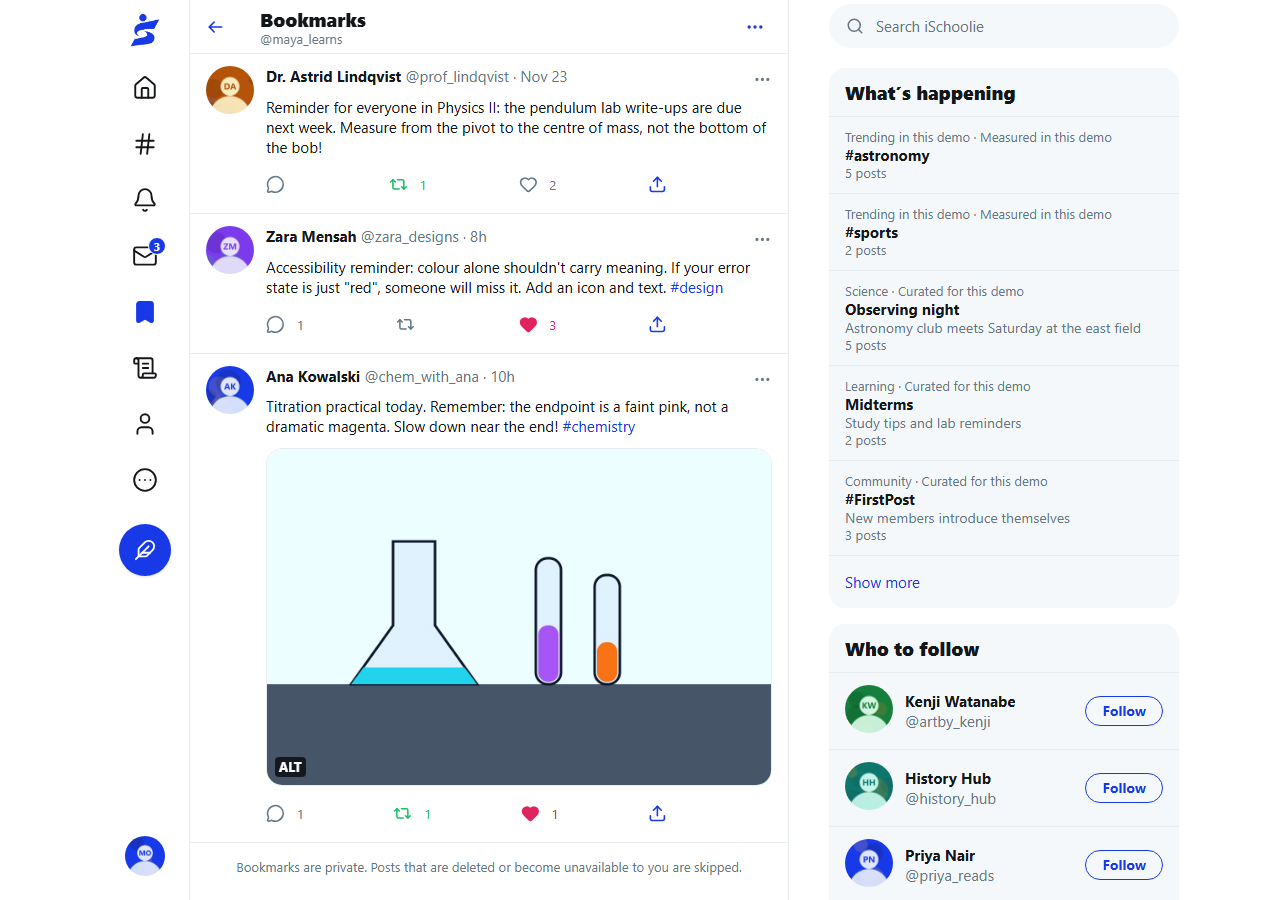 3
MO
Bookmarks
@maya_learns
DA
Dr. Astrid Lindqvist @prof_lindqvist · Nov 23
Reminder for everyone in Physics II: the pendulum lab write-ups are due
next week. Measure from the pivot to the centre of mass, not the bottom of
the bob!
1 2
ZM
Zara Mensah @zara_designs · 8h
Accessibility reminder: colour alone shouldn't carry meaning. If your error
state is just "red", someone will miss it. Add an icon and text. #design
1 3
AK
Ana Kowalski @chem_with_ana · 10h
Titration practical today. Remember: the endpoint is a faint pink, not a
dramatic magenta. Slow down near the end! #chemistry
ALT
1 1 1
Bookmarks are private. Posts that are deleted or become unavailable to you are skipped.
Search iSchoolie
What´s happening
Trending in this demo · Measured in this demo
#astronomy
5 posts
Trending in this demo · Measured in this demo
#sports
2 posts
Science · Curated for this demo
Observing night
Astronomy club meets Saturday at the east field
5 posts
Learning · Curated for this demo
Midterms
Study tips and lab reminders
2 posts
Community · Curated for this demo
#FirstPost
New members introduce themselves
3 posts
Show more
Who to follow
KW
Kenji Watanabe
@artby_kenji
Follow
HH
History Hub
@history_hub
Follow
PN
Priya Nair
@priya_reads
Follow